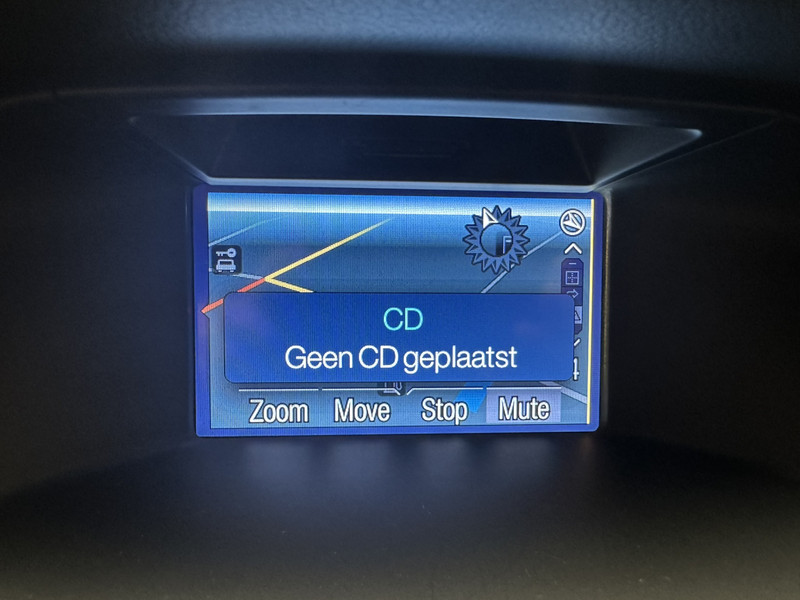 F
CD
Geen CD geplaatst
Zoom Move Stop Mute